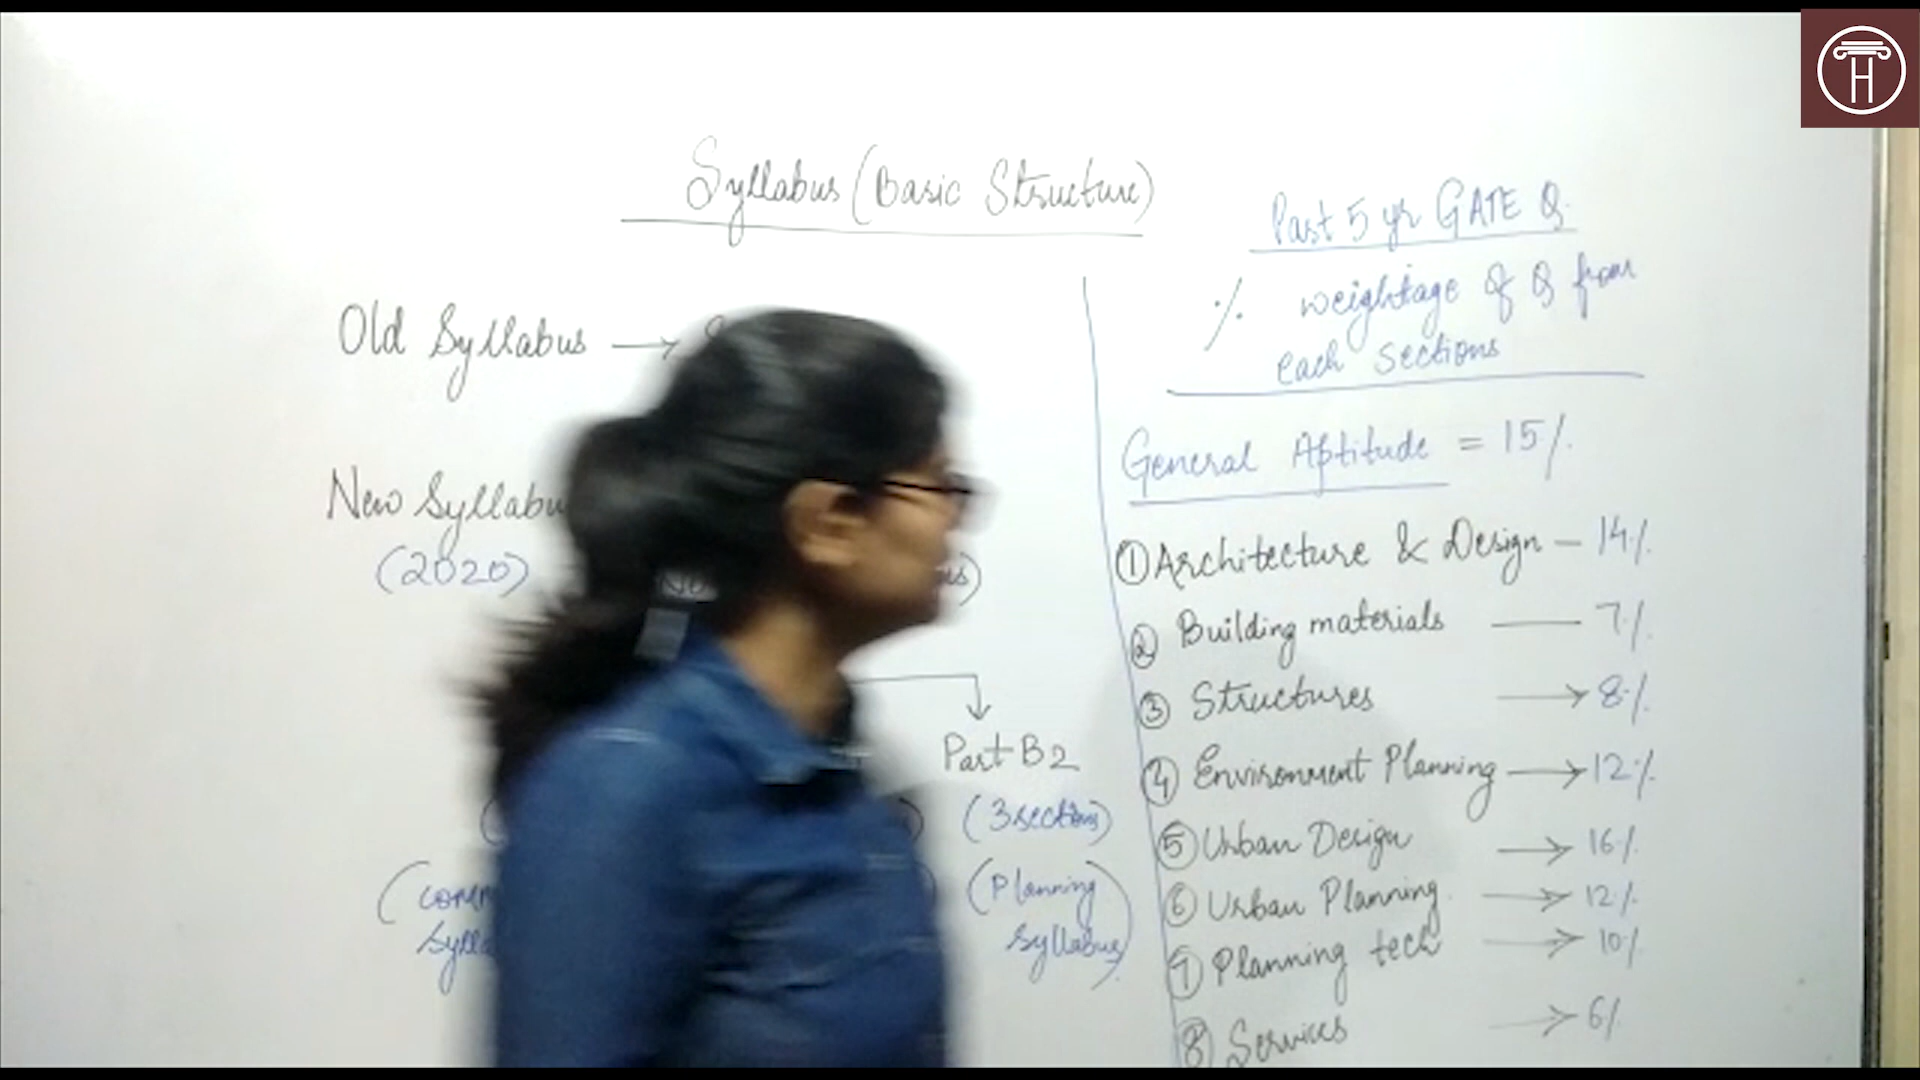 Syllabus (Basic Structure)
Old Syllabus →
New Syllabus
(2020)
Part B2
(3 sections)
(Planning
Syllabus)
Past 5 yr GATE Q.
% weightage of Q from
each sections
General Aptitude = 15%
① Architecture & Design — 14%
② Building materials — 7%
③ Structures → 8%
④ Environment Planning → 12%
⑤ Urban Design → 16%
⑥ Urban Planning. → 12%
⑦ Planning tech → 10%
⑧ Services → 6%